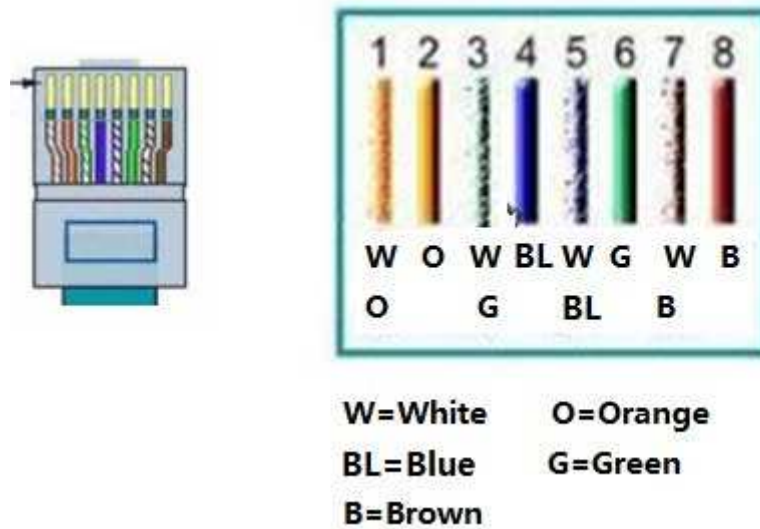 1 2 3 4 5 6 7 8
W O W BL W G W B
O G BL B
W=White O=Orange
BL=Blue G=Green
B=Brown